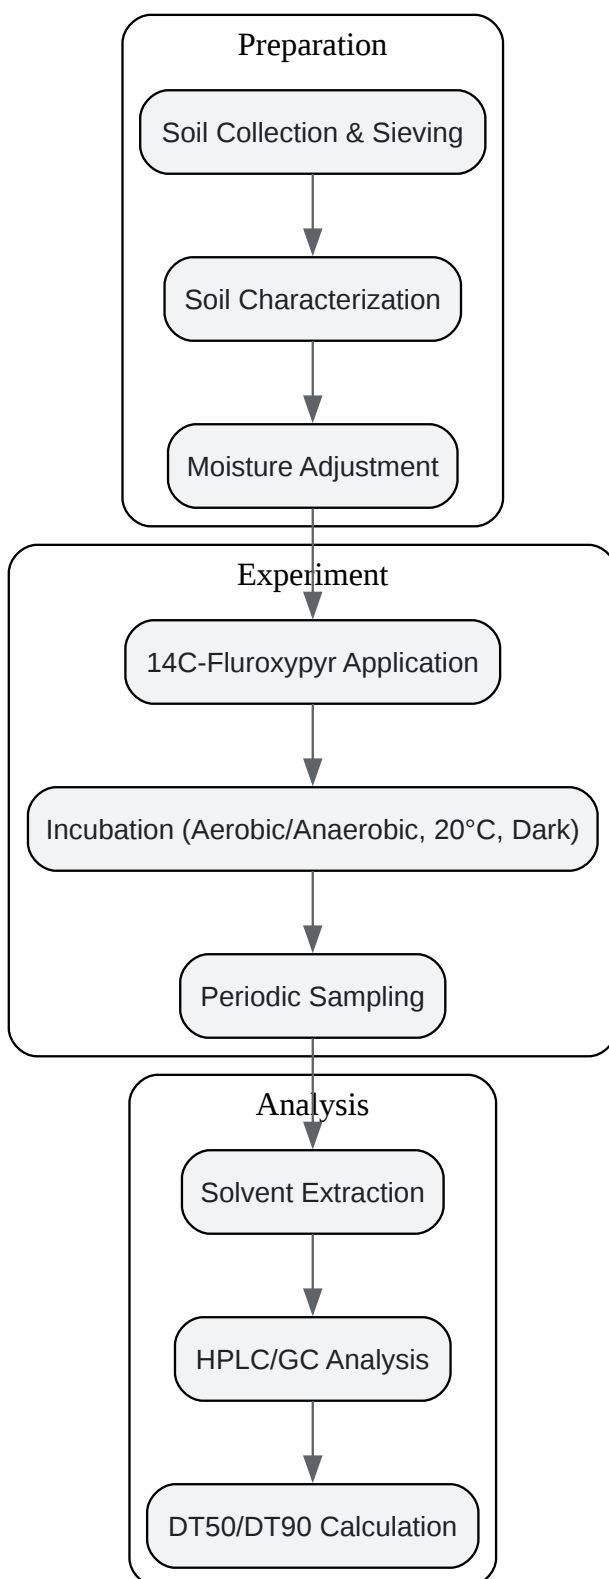 Preparation
Soil Collection & Sieving
Soil Characterization
Moisture Adjustment
Experiment
14C-Fluroxypyr Application
Incubation (Aerobic/Anaerobic, 20°C, Dark)
Periodic Sampling
Analysis
Solvent Extraction
HPLC/GC Analysis
DT50/DT90 Calculation